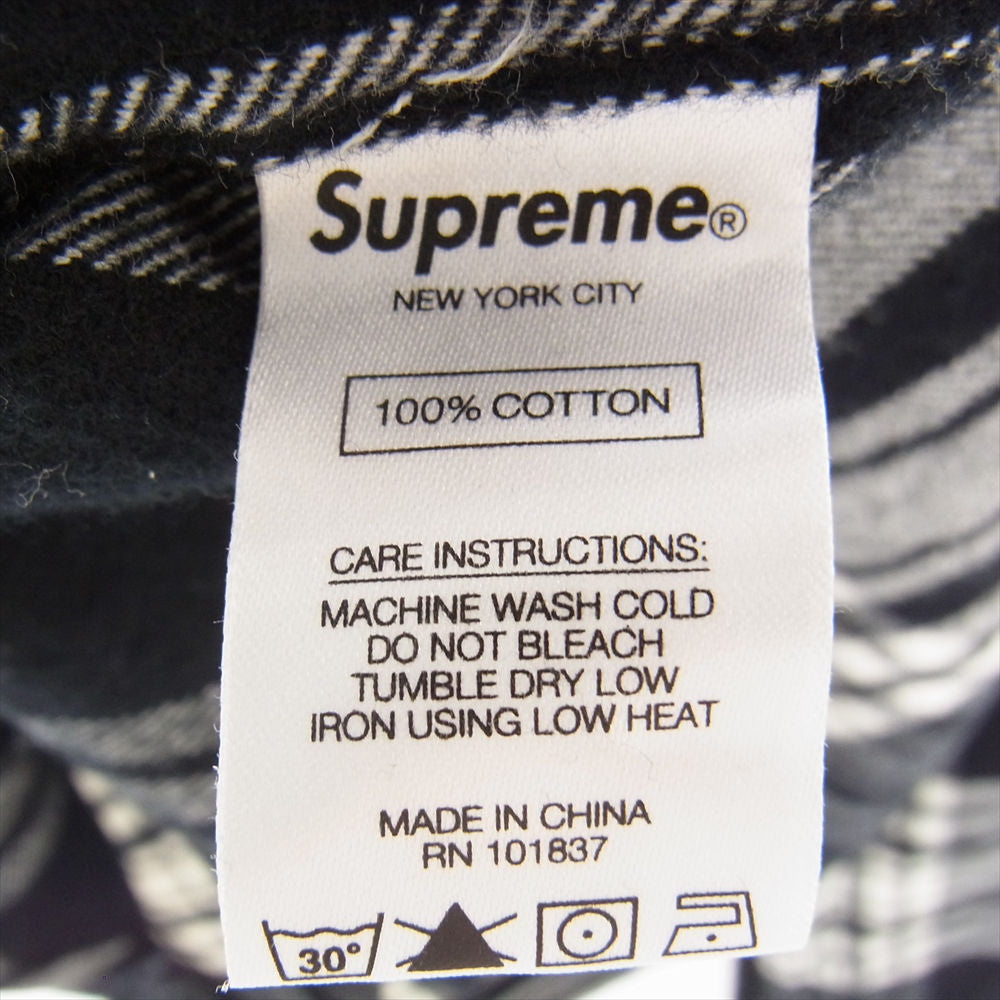 Supreme®
NEW YORK CITY
100% COTTON
CARE INSTRUCTIONS:
MACHINE WASH COLD
DO NOT BLEACH
TUMBLE DRY LOW
IRON USING LOW HEAT
MADE IN CHINA
RN 101837
30°